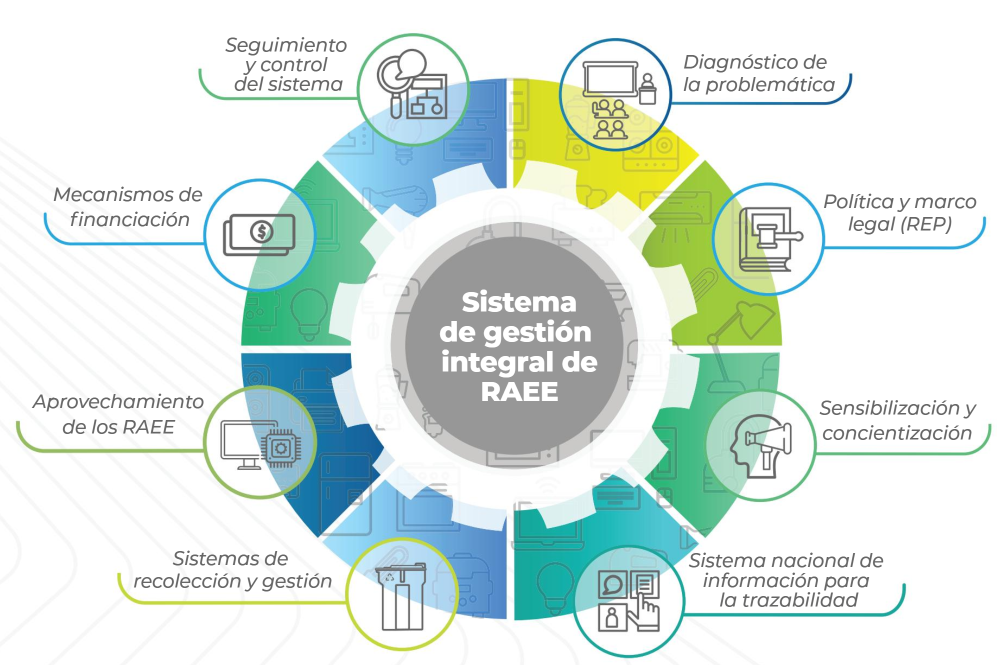 Seguimiento
y control
del sistema
Diagnóstico de
la problemática
Mecanismos de
financiación
$
Política y marco
legal (REP)
Sistema
de gestión
integral de
RAEE
Aprovechamiento
de los RAEE
Sensibilización y
concientización
Sistemas de
recolección y gestión
Sistema nacional de
información para
la trazabilidad